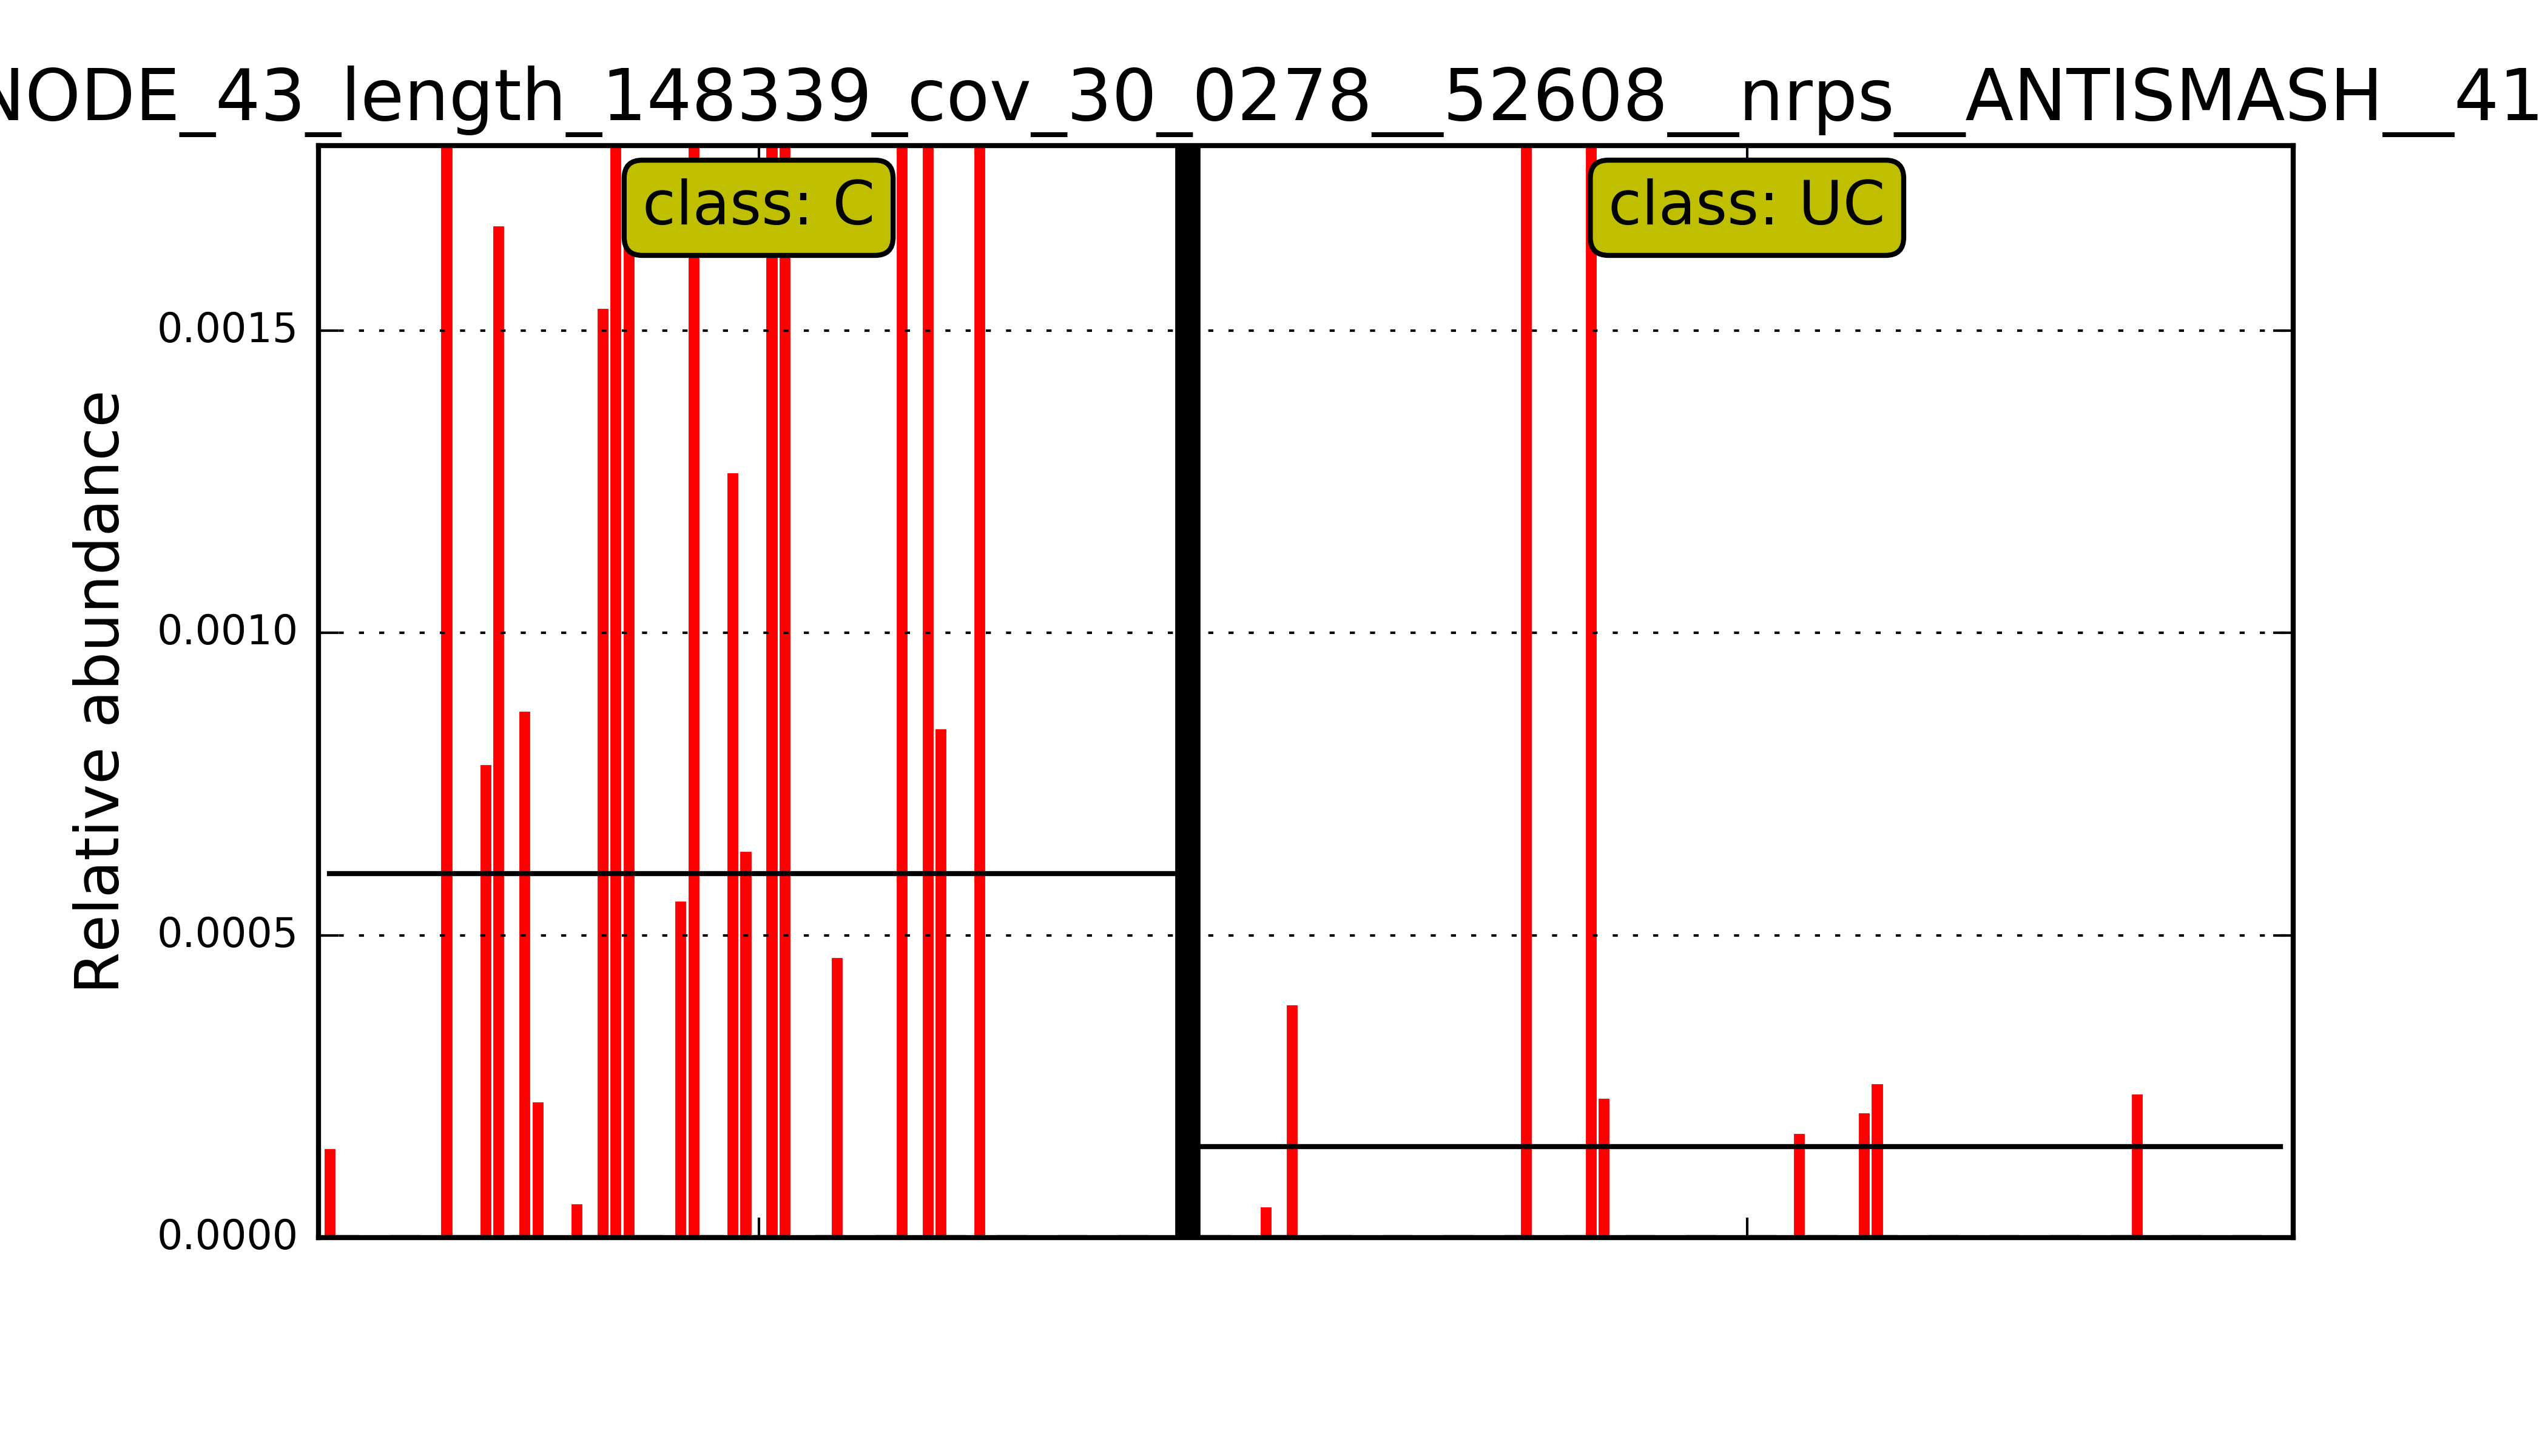 NODE_43_length_148339_cov_30_0278__52608__nrps__ANTISMASH__41
class: C
class: UC
0.0015
0.0010
0.0005
0.0000
Relative abundance